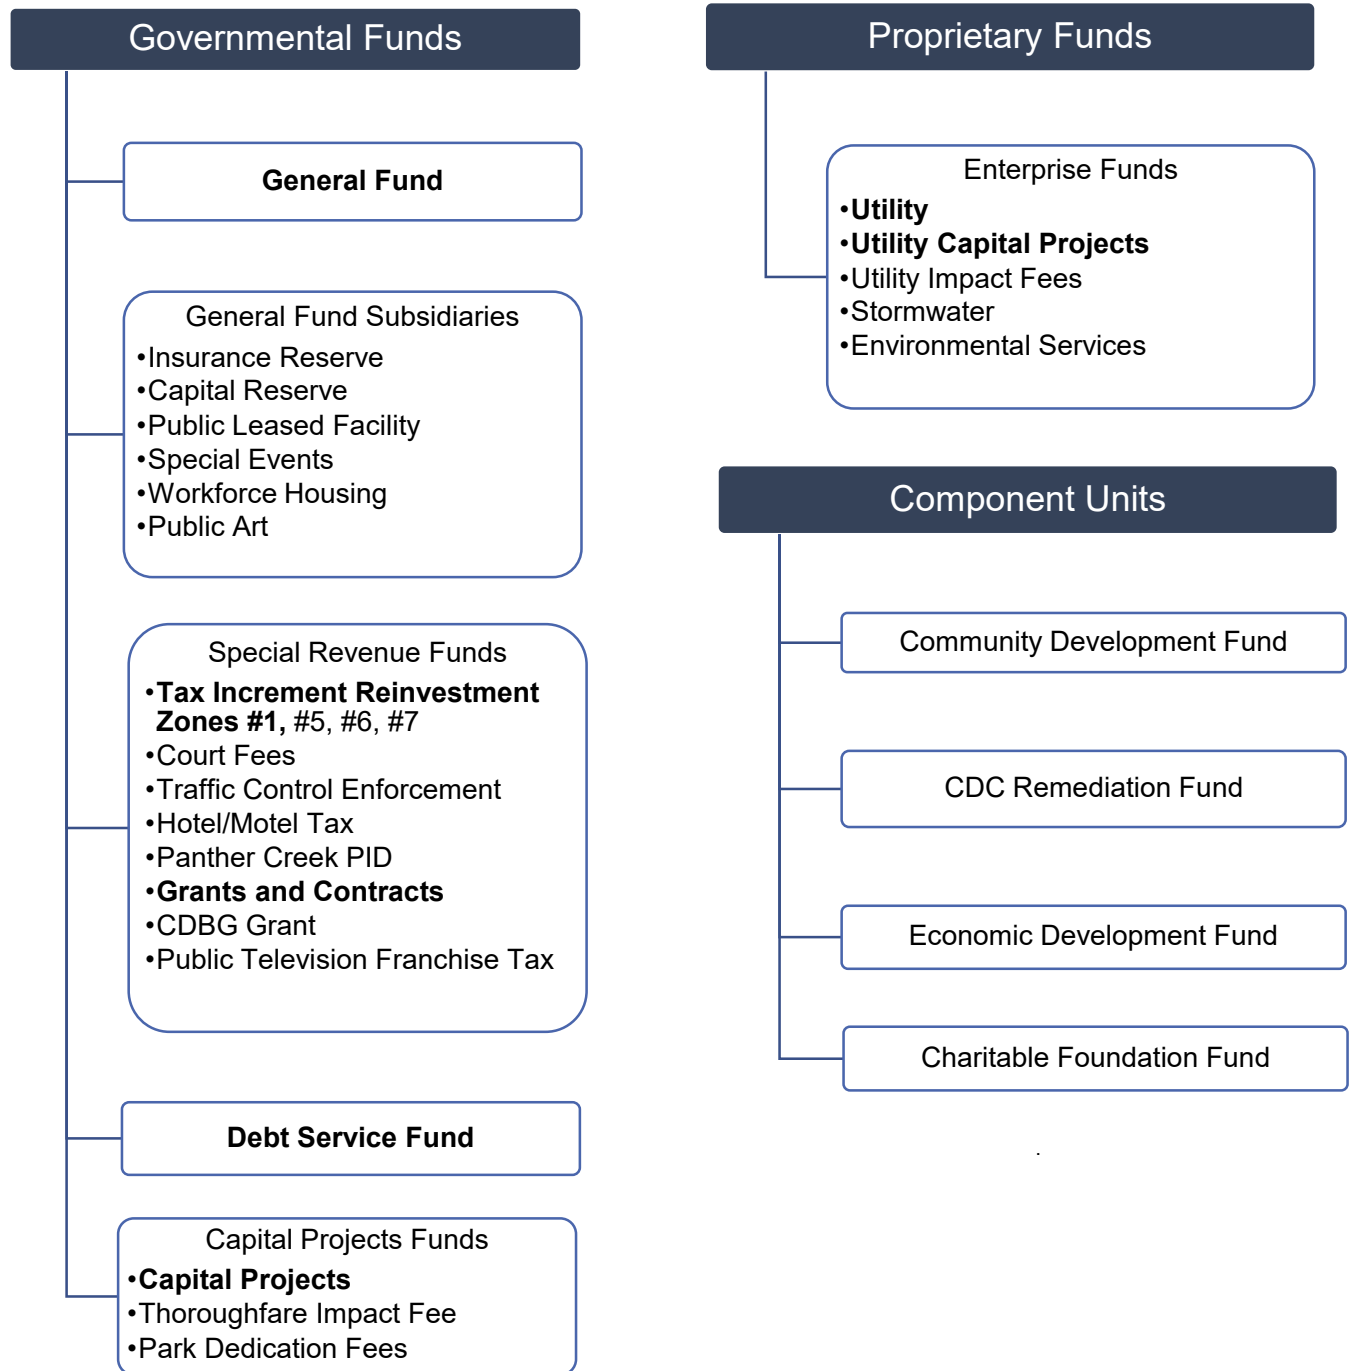 Governmental Funds
General Fund
General Fund Subsidiaries
•Insurance Reserve
•Capital Reserve
•Public Leased Facility
•Special Events
•Workforce Housing
•Public Art
Special Revenue Funds
•Tax Increment Reinvestment
Zones #1, #5, #6, #7
•Court Fees
•Traffic Control Enforcement
•Hotel/Motel Tax
•Panther Creek PID
•Grants and Contracts
•CDBG Grant
•Public Television Franchise Tax
Debt Service Fund
Capital Projects Funds
•Capital Projects
•Thoroughfare Impact Fee
•Park Dedication Fees
Proprietary Funds
Enterprise Funds
•Utility
•Utility Capital Projects
•Utility Impact Fees
•Stormwater
•Environmental Services
Component Units
Community Development Fund
CDC Remediation Fund
Economic Development Fund
Charitable Foundation Fund
.